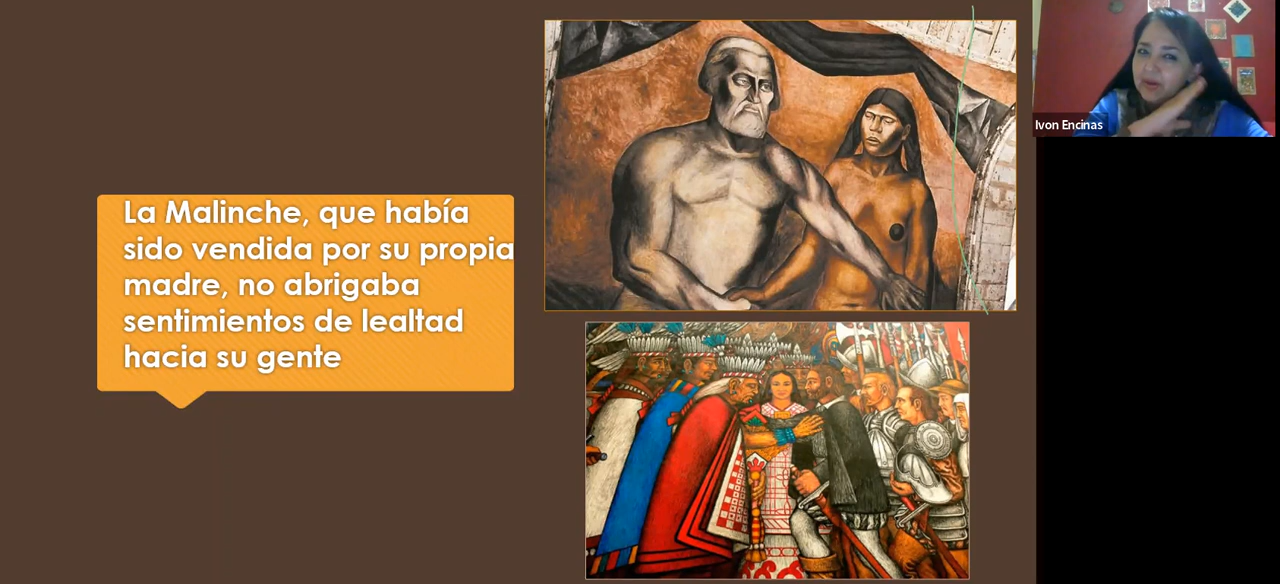 La Malinche, que había
sido vendida por su propia
madre, no abrigaba
sentimientos de lealtad
hacia su gente
Ivon Encinas